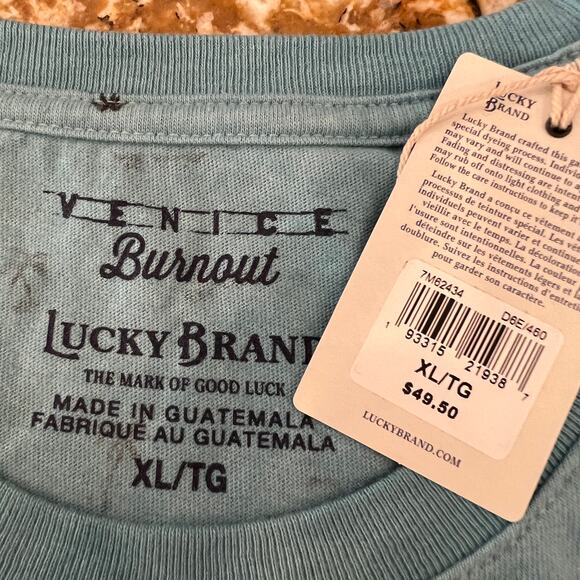 VENICE
Burnout
LUCKY BRAND
THE MARK OF GOOD LUCK
MADE IN GUATEMALA
FABRIQUÉ AU GUATEMALA
XL/TG
LUCKY
BRAND
Lucky Brand crafted this
special dyeing process.
may vary and will continue to
Fading and distressing are
may rub off onto light clothing and
Follow the care instructions to keep
Lucky Brand a conçu ce vêtement
processus de teinture spécial. Les
individuels peuvent varier et
vieillir avec le temps. La décoloration
l'usure sont intentionnelles. La couleur
déteindre sur les vêtements légers et
doublure. Suivez les instructions d'entretien
pour garder son caractère.
7M62434
D6E/460
1 93315 21938 7
XL/TG
$49.50
LUCKYBRAND.COM